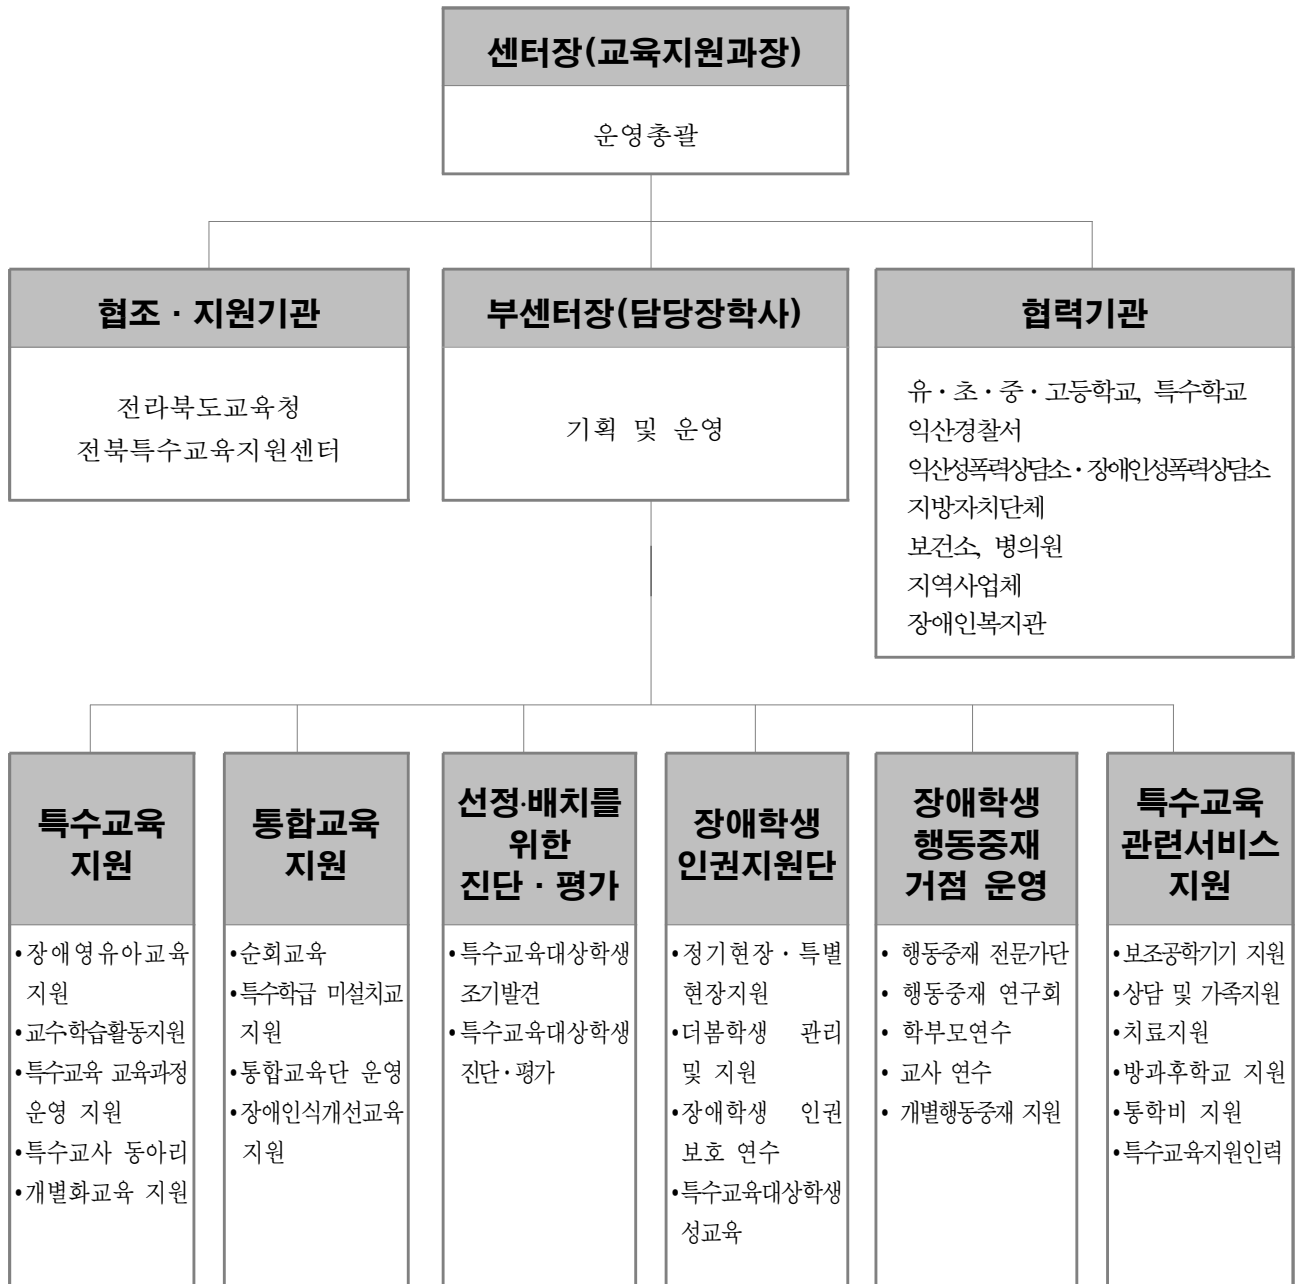 센터장(교육지원과장)
운영총괄
협조 · 지원기관
전라북도교육청
전북특수교육지원센터
부센터장(담당장학사)
기획 및 운영
협력기관
유·초·중·고등학교, 특수학교
익산경찰서
익산성폭력상담소·장애인성폭력상담소
지방자치단체
보건소, 병의원
지역사업체
장애인복지관
특수교육
지원
•장애영유아교육
지원
•교수·학습활동지원
•특수교육 교육과정
운영 지원
•특수교사 동아리
•개별화교육 지원
통합교육
지원
•순회교육
•특수학급 미설치교
지원
•통합교육단 운영
•장애인식개선교육
지원
선정·배치를
위한
진단 · 평가
•특수교육대상학생
조기발견
•특수교육대상학생
진단·평가
장애학생
인권지원단
•정기현장·특별
현장지원
•더봄학생 관리
및 지원
•장애학생 인권
보호 연수
•특수교육대상학생
성교육
장애학생
행동중재
거점 운영
• 행동중재 전문가단
• 행동중재 연구회
• 학부모연수
• 교사 연수
• 개별행동중재 지원
특수교육
관련서비스
지원
•보조공학기기 지원
•상담 및 가족지원
•치료지원
•방과후학교 지원
•통학비 지원
•특수교육지원인력